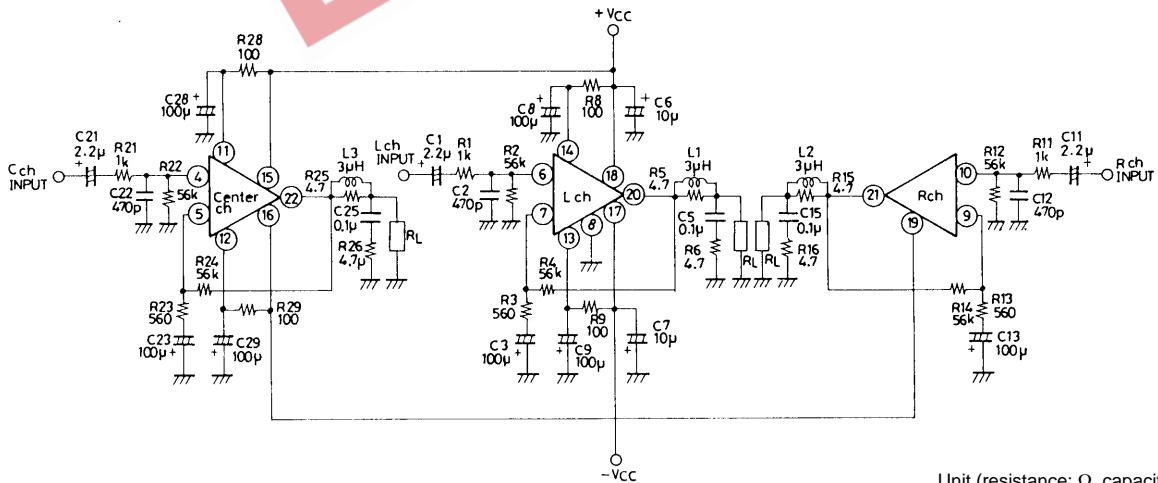 +VCC
R28
100
C28 +
100μ
R8
100
C8 +
100μ
+ C6
10μ
C21
2.2μ
+
R21
1k
R22
56k
C ch
INPUT
C22
470p
4
5
11
12
15
16
22
Center
ch
R25
4.7
L3
3μH
C25
0.1μ
R26
4.7μ
RL
R24
56k
R23
560
C23
100μ +
R29
100
+ C29
100μ
L ch
INPUT
C1
2.2μ
+
R1
1k
R2
56k
C2
470p
6
7
14
13
8
18
17
20
L ch
R5
4.7
L1
3μH
C5
0.1μ
R6
4.7
RL
R4
56k
R3
560
C3
100μ +
R9
100
+ C9
100μ
C7
+ 10μ
L2
3μH
R15
4.7
C15
0.1μ
R16
4.7
RL
21
19
10
9
Rch
R12
56k
R11
1k
C11
2.2μ
+
R ch
INPUT
C12
470p
R14
56k
R13
560
C13
+ 100μ
-VCC
Unit (resistance: Ω, capacit